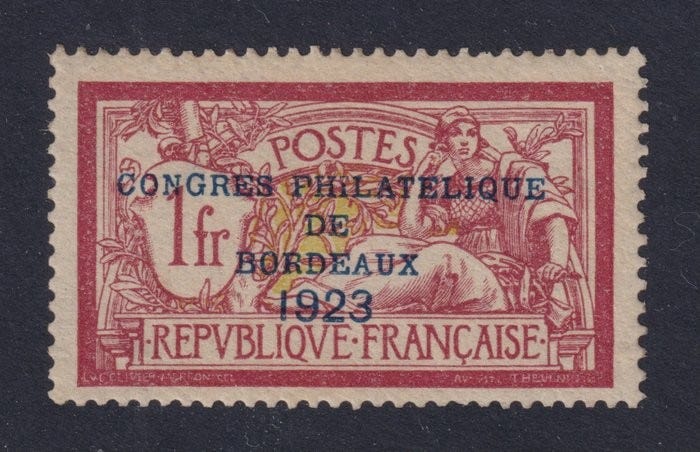 POSTES
CONGRES PHILATELIQUE
1fr
DE
BORDEAUX
1923
·REPVBLIQVE·FRANÇAISE·